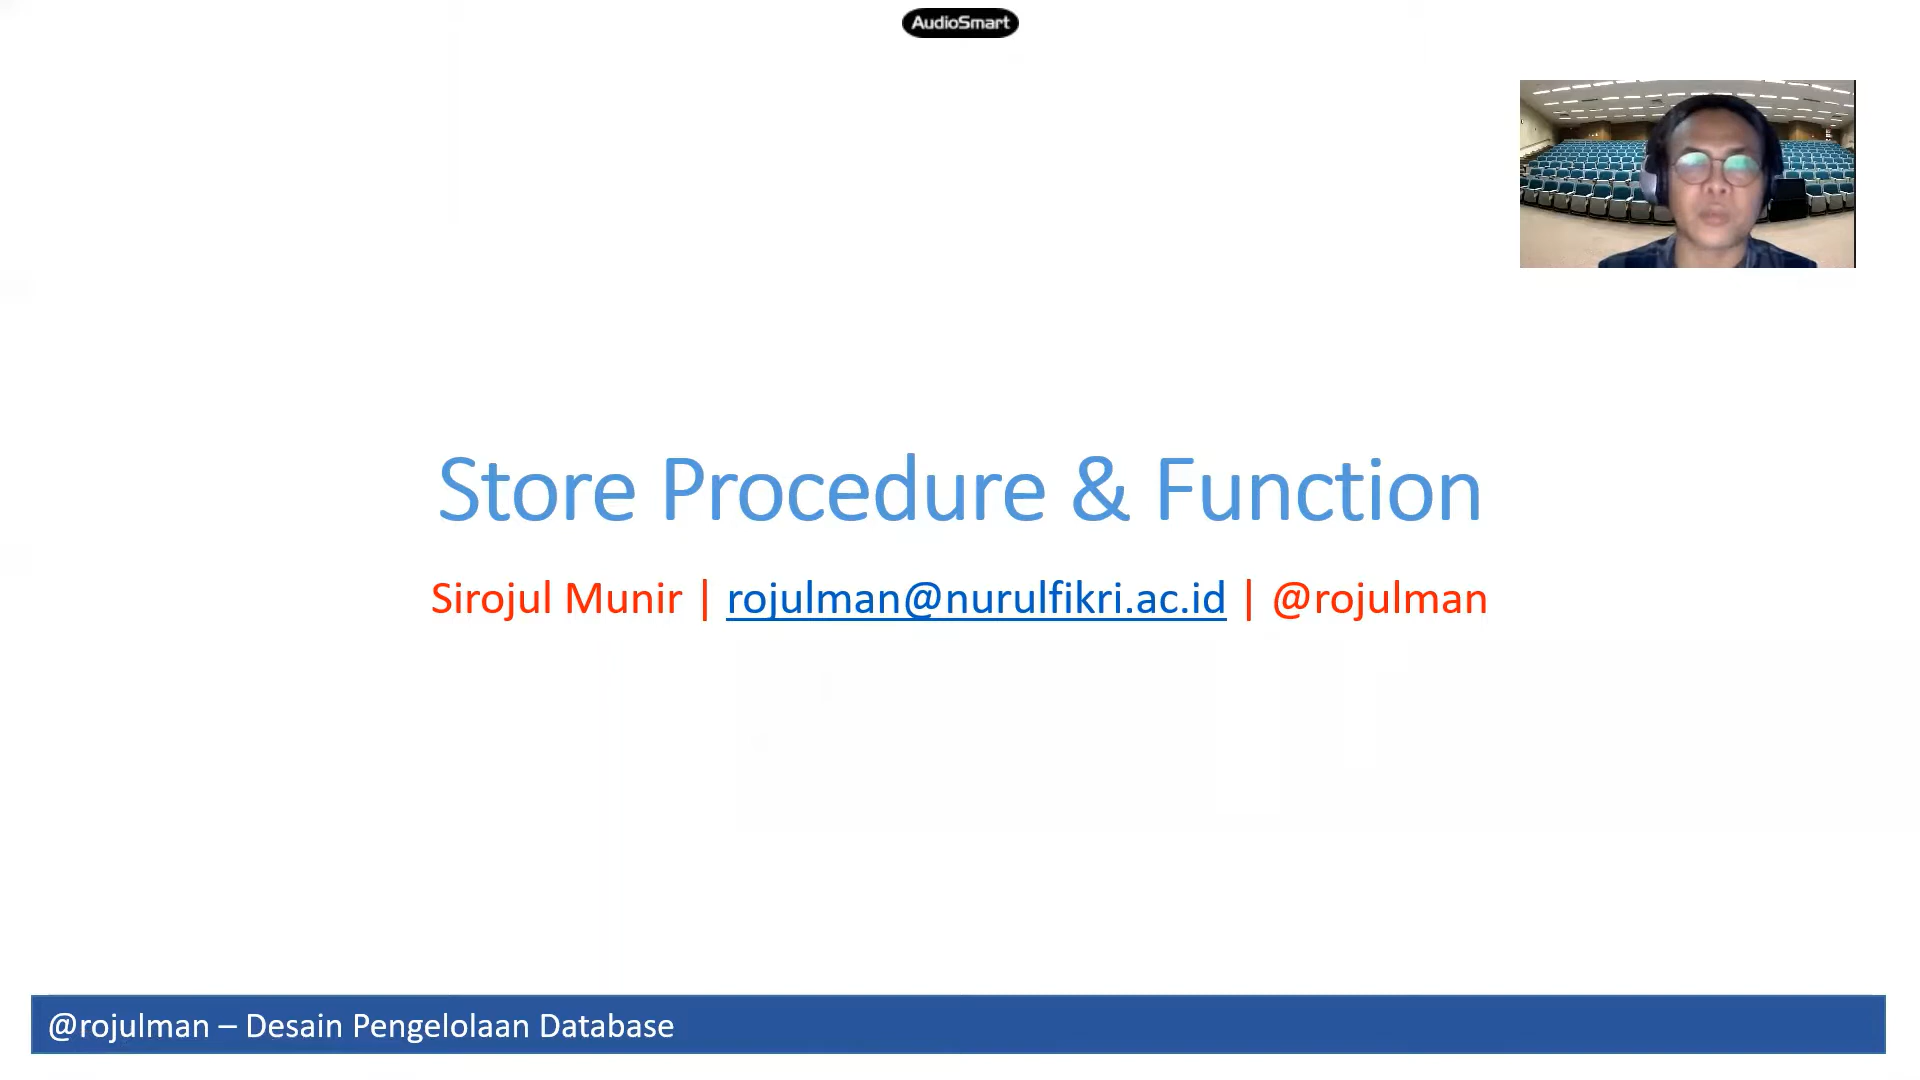 AudioSmart
Store Procedure & Function
Sirojul Munir | rojulman@nurulfikri.ac.id | @rojulman
@rojulman – Desain Pengelolaan Database